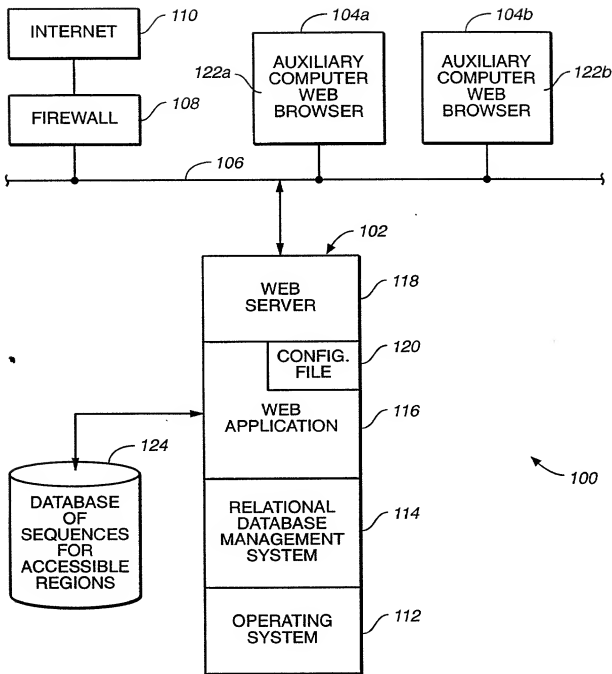 INTERNET
110
104a
104b
AUXILIARY
COMPUTER
WEB
BROWSER
122a
AUXILIARY
COMPUTER
WEB
BROWSER
122b
FIREWALL
108
106
102
WEB
SERVER
118
CONFIG.
FILE
120
WEB
APPLICATION
116
124
DATABASE
OF
SEQUENCES
FOR
ACCESSIBLE
REGIONS
RELATIONAL
DATABASE
MANAGEMENT
SYSTEM
114
100
OPERATING
SYSTEM
112